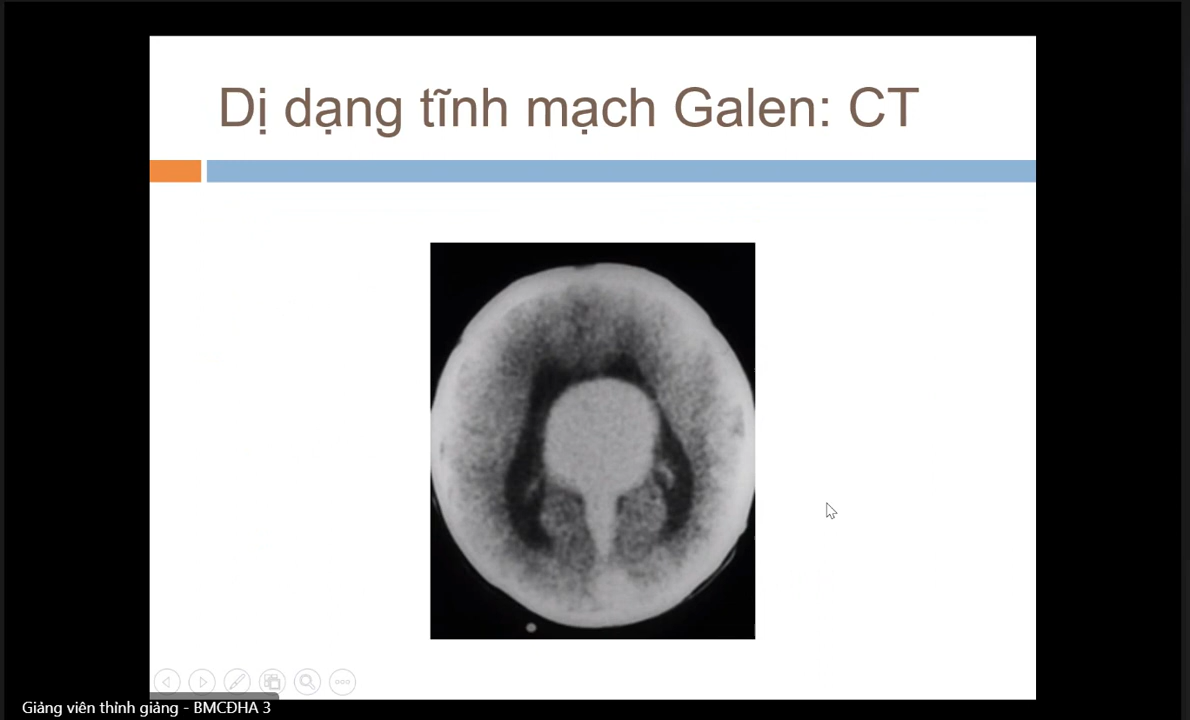 Dị dạng tĩnh mạch Galen: CT
Giảng viên thỉnh giảng - BMCĐHA 3